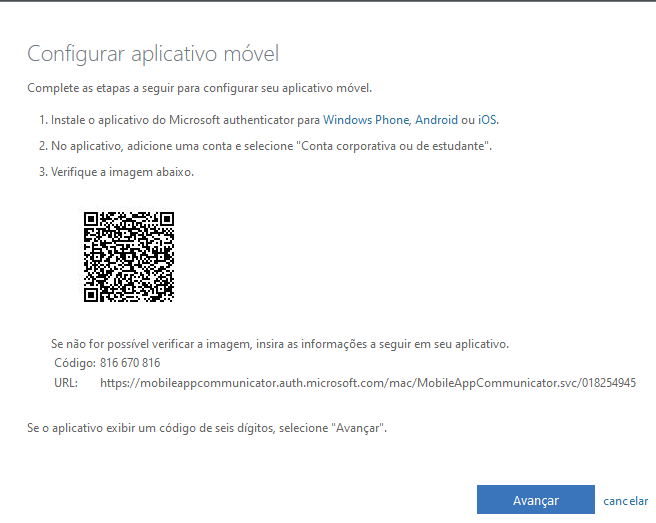 Configurar aplicativo móvel
Complete as etapas a seguir para configurar seu aplicativo móvel.
1. Instale o aplicativo do Microsoft authenticator para Windows Phone, Android ou iOS.
2. No aplicativo, adicione uma conta e selecione "Conta corporativa ou de estudante".
3. Verifique a imagem abaixo.
Se não for possível verificar a imagem, insira as informações a seguir em seu aplicativo.
Código: 816 670 816
URL: https://mobileappcommunicator.auth.microsoft.com/mac/MobileAppCommunicator.svc/018254945
Se o aplicativo exibir um código de seis dígitos, selecione "Avançar".
Avançar cancelar